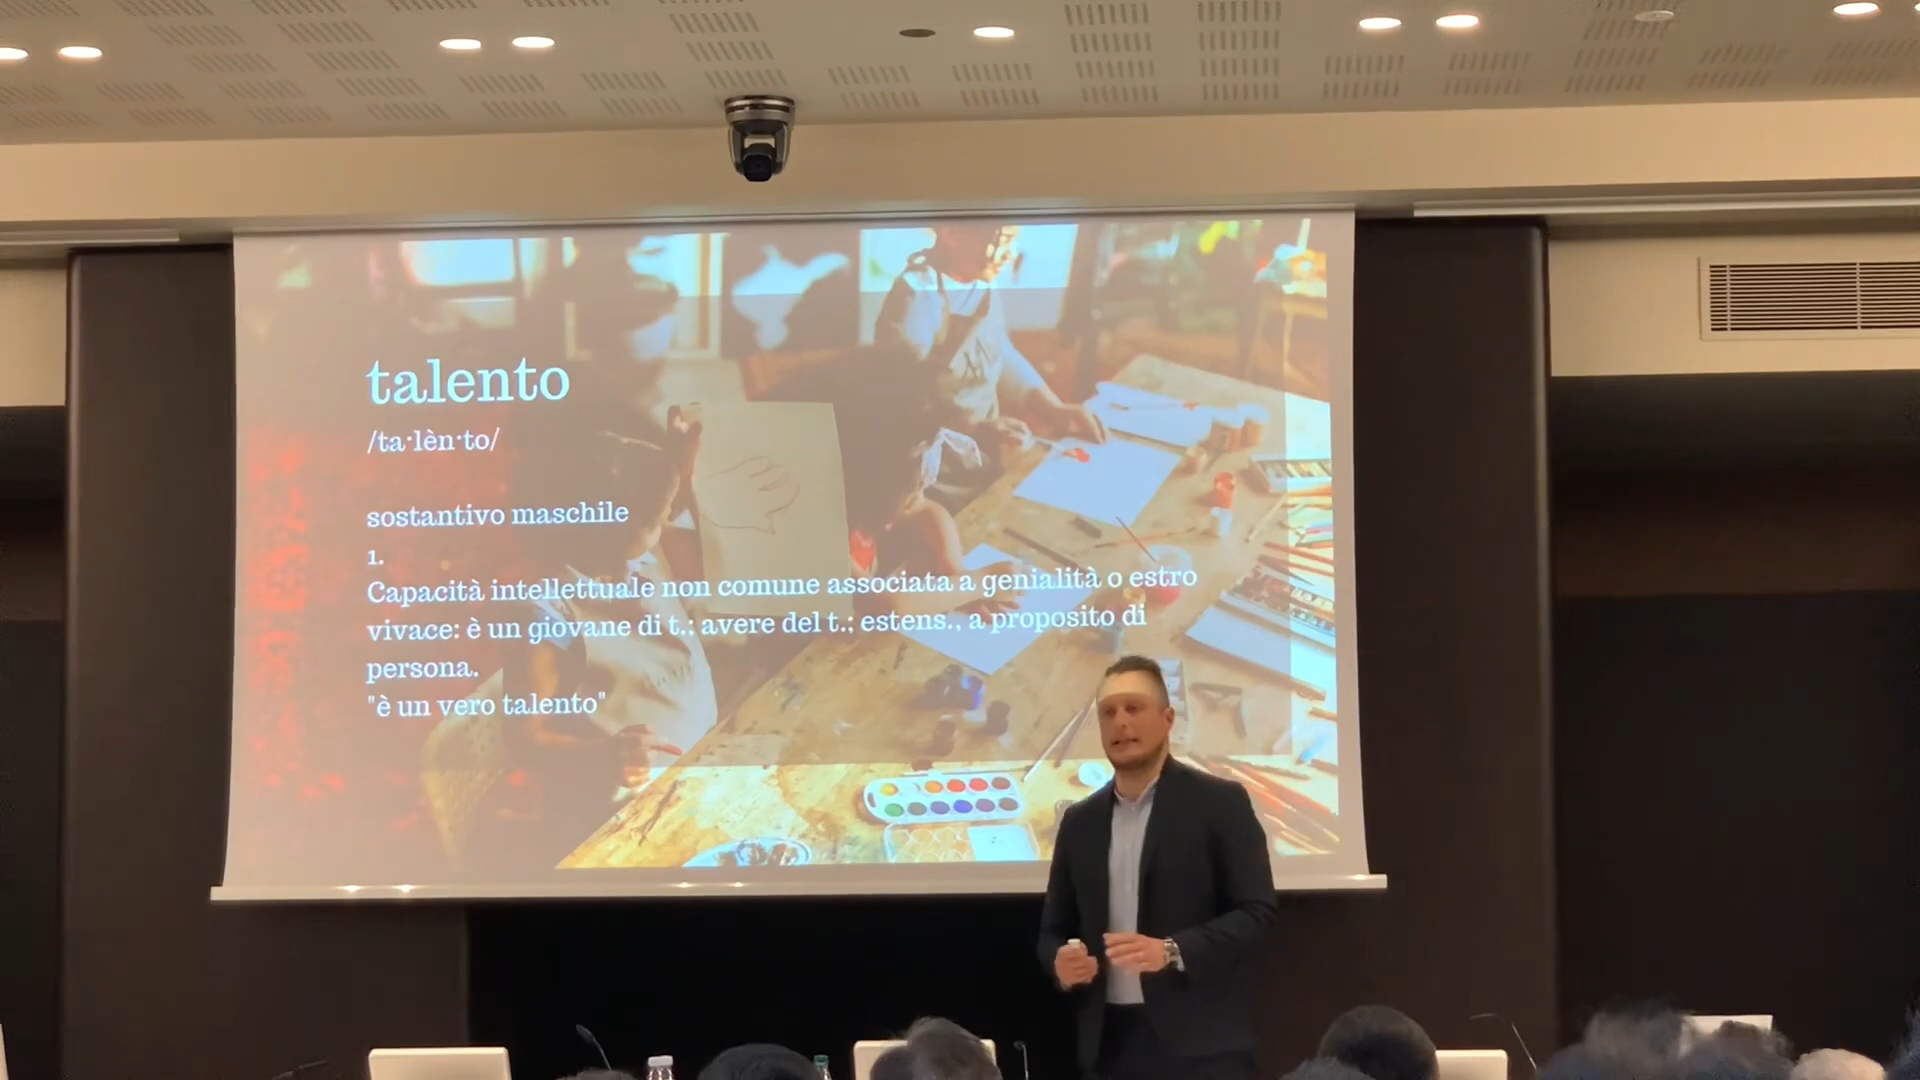 talento
/ta·lèn·to/
sostantivo maschile
1.
Capacità intellettuale non comune associata a genialità o estro
vivace: è un giovane di t.; avere del t.; estens., a proposito di
persona.
"è un vero talento"